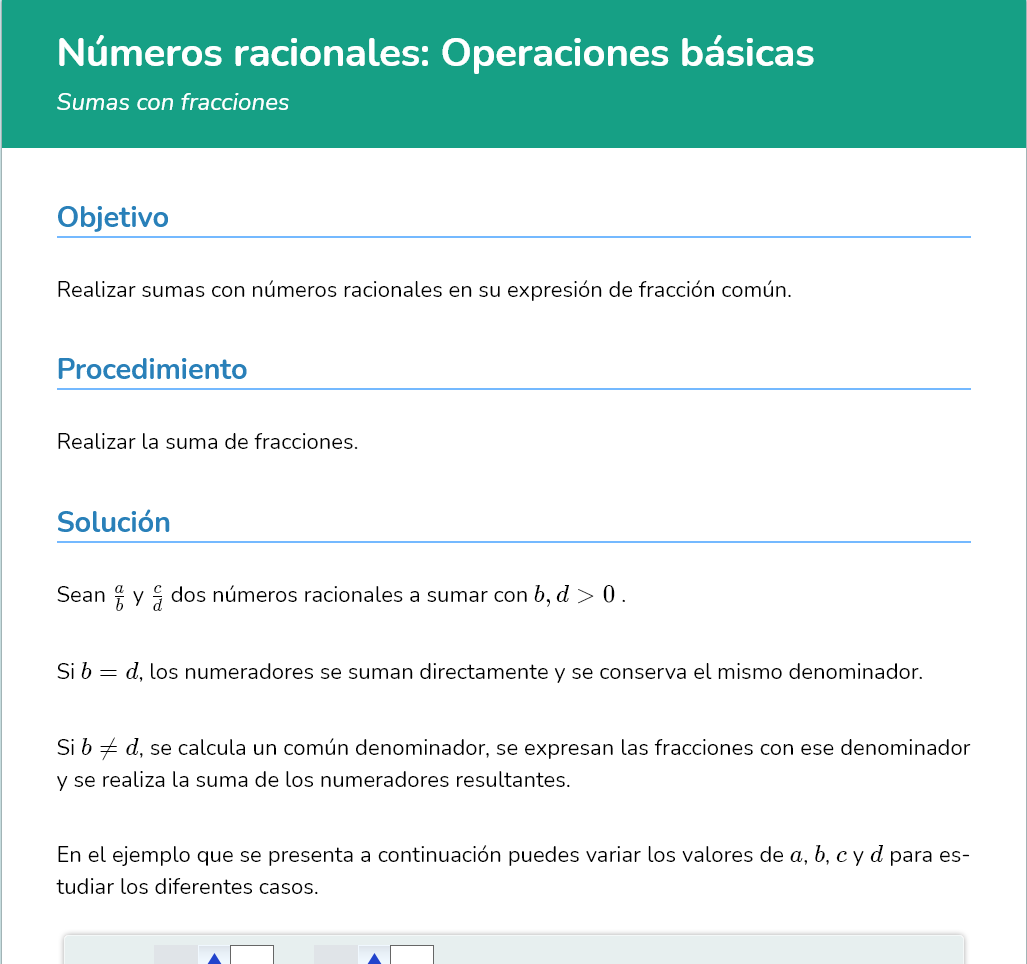 Números racionales: Operaciones básicas
Sumas con fracciones
Objetivo
Realizar sumas con números racionales en su expresión de fracción común.
Procedimiento
Realizar la suma de fracciones.
Solución
Sean a/b y c/d dos números racionales a sumar con b, d > 0 .
Si b = d, los numeradores se suman directamente y se conserva el mismo denominador.
Si b ≠ d, se calcula un común denominador, se expresan las fracciones con ese denominador
y se realiza la suma de los numeradores resultantes.
En el ejemplo que se presenta a continuación puedes variar los valores de a, b, c y d para es-
tudiar los diferentes casos.